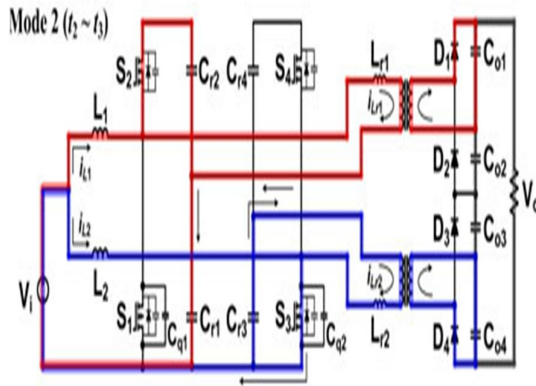 Mode 2 (t2 ~ t3)
S2
Cr2
Cr4
S4
Lr1
D1
Co1
L1
iL1
iLr1
D2
Co2
iL2
D3
Co3
L2
iLr2
Vi
S1
Cq1
Cr1
Cr3
S3
Cq2
Lr2
D4
Co4